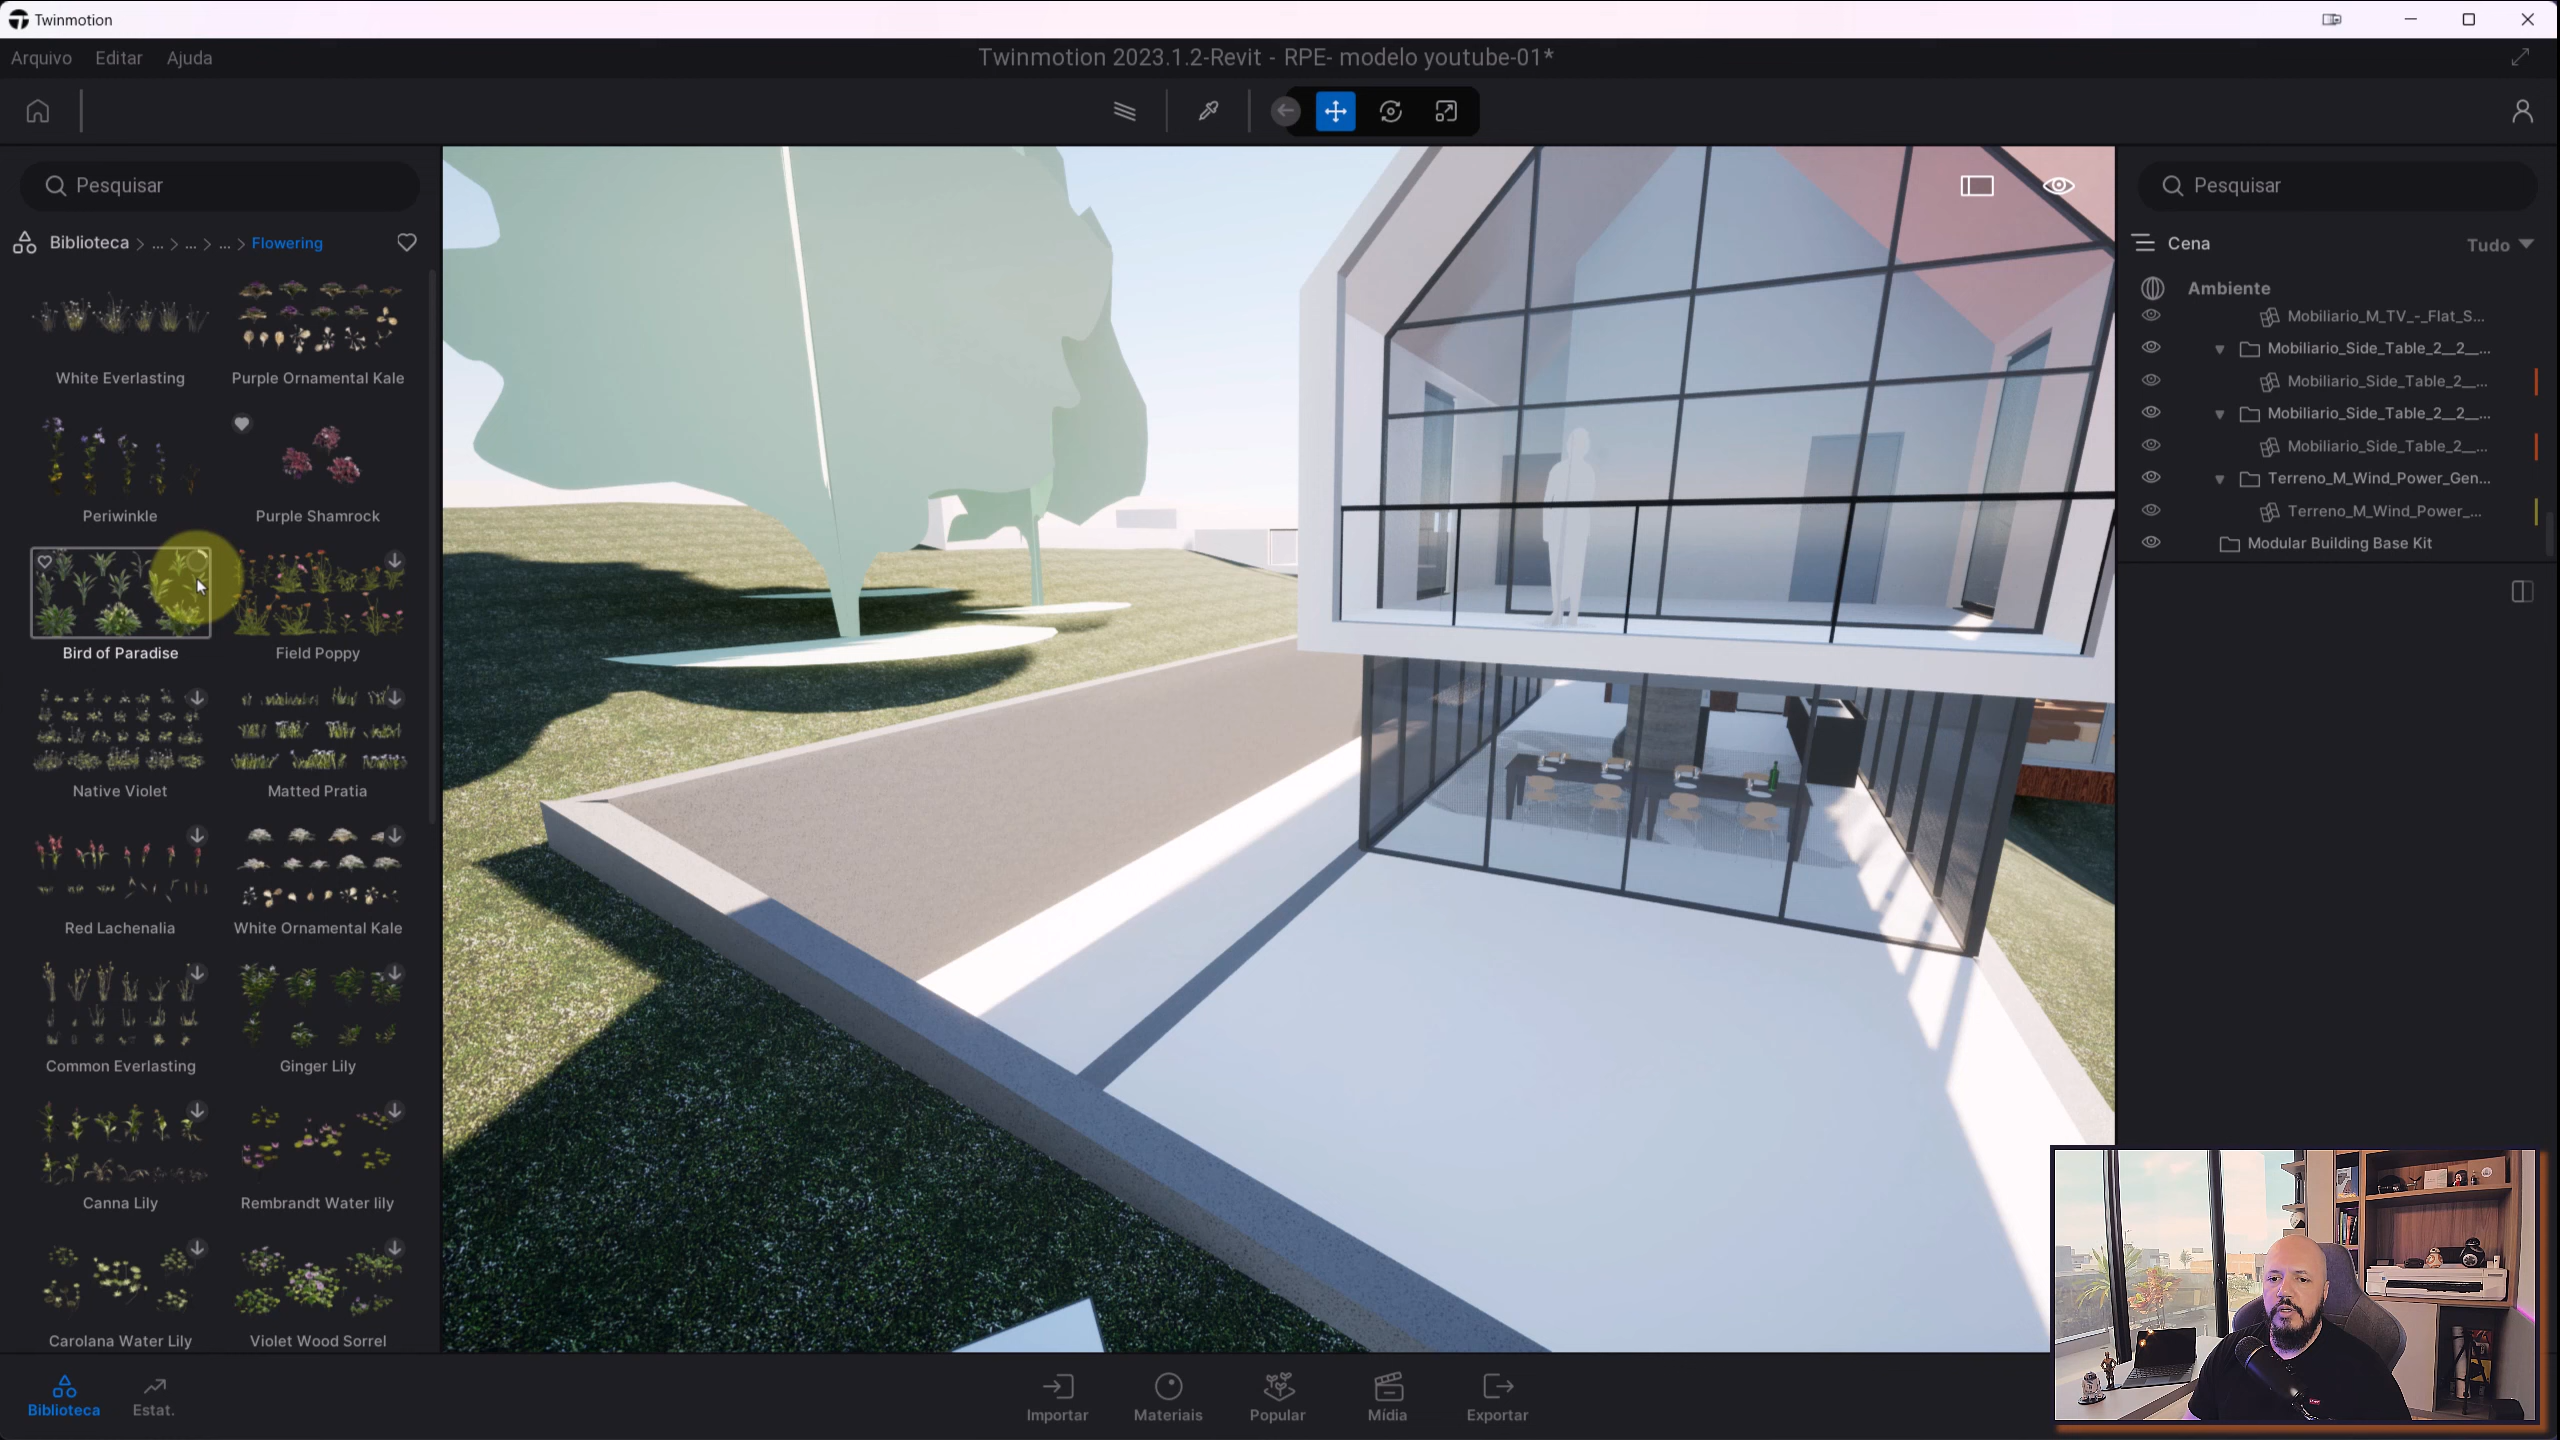 Twinmotion
Arquivo Editar Ajuda
Twinmotion 2023.1.2-Revit - RPE- modelo youtube-01*
Pesquisar
Biblioteca > ... > ... > ... > Flowering
White Everlasting
Purple Ornamental Kale
Periwinkle
Purple Shamrock
Bird of Paradise
Field Poppy
Native Violet
Matted Pratia
Red Lachenalia
White Ornamental Kale
Common Everlasting
Ginger Lily
Canna Lily
Rembrandt Water lily
Carolana Water Lily
Violet Wood Sorrel
Pesquisar
Cena
Tudo
Ambiente
Mobiliario_M_TV_-_Flat_S...
Mobiliario_Side_Table_2__2__...
Mobiliario_Side_Table_2__...
Mobiliario_Side_Table_2__2__...
Mobiliario_Side_Table_2__...
Terreno_M_Wind_Power_Gen...
Terreno_M_Wind_Power_...
Modular Building Base Kit
Biblioteca
Estat.
Importar
Materiais
Popular
Mídia
Exportar